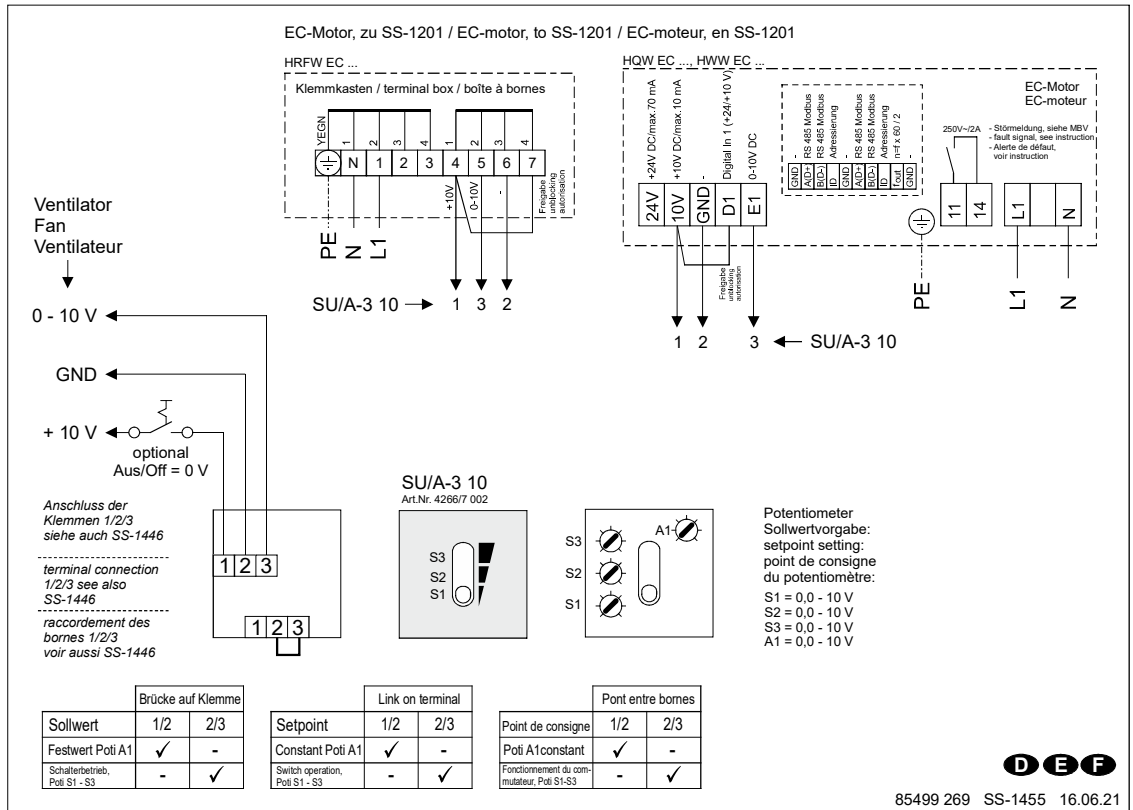 EC-Motor, zu SS-1201 / EC-motor, to SS-1201 / EC-moteur, en SS-1201
HRFW EC ...
Klemmkasten / terminal box / boîte à bornes
YEGN
1
2
3
4
1
2
3
4
N
1
2
3
4
5
6
7
+10V
0-10V
-
Freigabe
unblocking
autorisation
PE
N
L1
SU/A-3 10
1 3 2
HQW EC ..., HWW EC ...
+24V DC/max.70 mA
+10V DC/max.10 mA
-
Digital In 1 (+24/+10 V)
0-10V DC
24V
10V
GND
D1
E1
Freigabe
unblocking
autorisation
1 2 3
SU/A-3 10
-
RS 485 Modbus
RS 485 Modbus
Adressierung
-
RS 485 Modbus
RS 485 Modbus
Adressierung
n=f x 60 / 2
-
GND
A(D+)
B(D-)
ID
GND
A(D+)
B(D-)
ID
fout
GND
EC-Motor
EC-moteur
250V~/2A
- Störmeldung, siehe MBV
- fault signal, see instruction
- Alerte de défaut,
voir instruction
11
14
L1
N
PE
L1
N
Ventilator
Fan
Ventilateur
0 - 10 V
GND
+ 10 V
optional
Aus/Off = 0 V
Anschluss der
Klemmen 1/2/3
siehe auch SS-1446
terminal connection
1/2/3 see also
SS-1446
raccordement des
bornes 1/2/3
voir aussi SS-1446
1 2 3
1 2 3
SU/A-3 10
Art.Nr. 4266/7 002
S3
S2
S1
S3
S2
S1
A1
Potentiometer
Sollwertvorgabe:
setpoint setting:
point de consigne
du potentiomètre:
S1 = 0,0 - 10 V
S2 = 0,0 - 10 V
S3 = 0,0 - 10 V
A1 = 0,0 - 10 V
Brücke auf Klemme
Sollwert 1/2 2/3
Festwert Poti A1 ✓ -
Schalterbetrieb,
Poti S1 - S3 - ✓
Link on terminal
Setpoint 1/2 2/3
Constant Poti A1 ✓ -
Switch operation,
Poti S1 - S3 - ✓
Pont entre bornes
Point de consigne 1/2 2/3
Poti A1constant ✓ -
Fonctionnement du com-
mutateur, Poti S1-S3 - ✓
D E F
85499 269 SS-1455 16.06.21